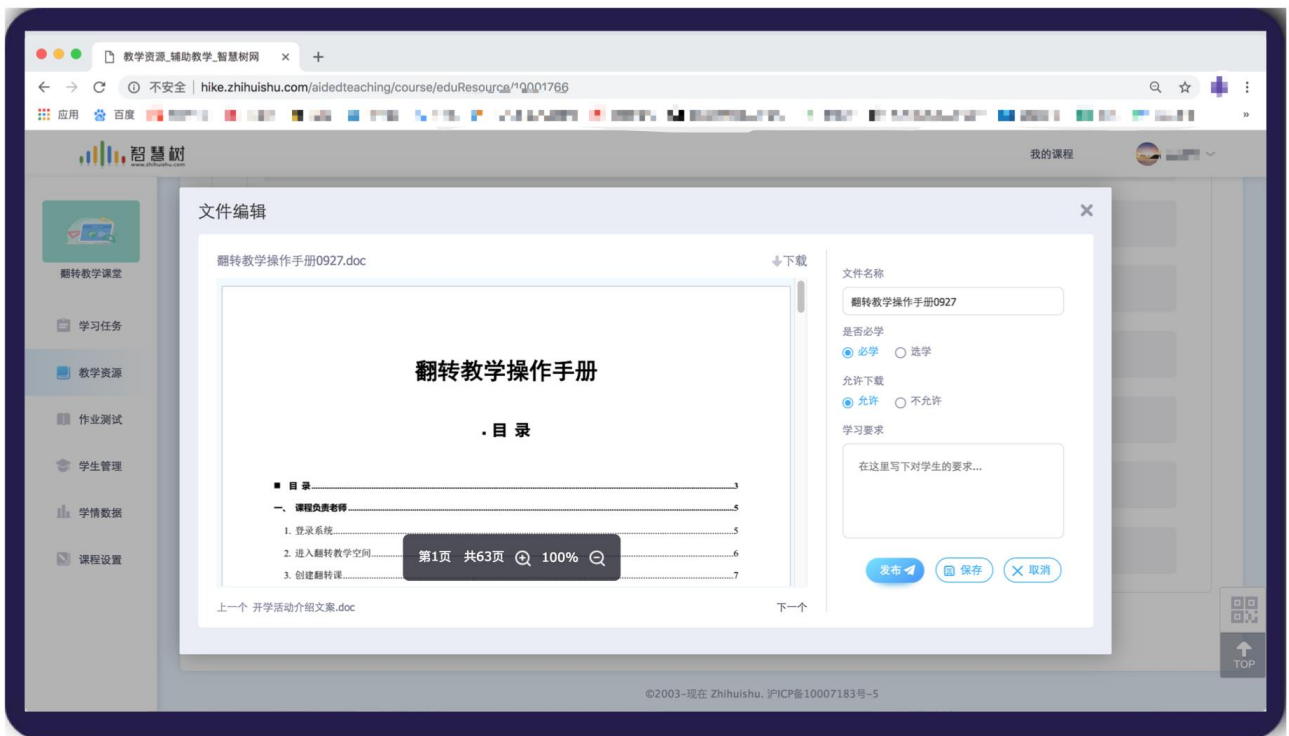 教学资源_辅助教学_智慧树网
不安全 | hike.zhihuishu.com/aidedteaching/course/eduResource/10001766
应用 百度
智慧树
www.zhihuishu.com
我的课程
文件编辑
翻转教学课堂
学习任务
教学资源
作业测试
学生管理
学情数据
课程设置
翻转教学操作手册0927.doc
下载
翻转教学操作手册
.目 录
■ 目 录 3
一、 课程负责老师 5
1. 登录系统 5
2. 进入翻转教学空间 6
3. 创建翻转课 7
第1页 共63页 100%
上一个 开学活动介绍文案.doc
下一个
文件名称
翻转教学操作手册0927
是否必学
必学 选学
允许下载
允许 不允许
学习要求
在这里写下对学生的要求...
发布 保存 取消
TOP
©2003-现在 Zhihuishu. 沪ICP备10007183号-5